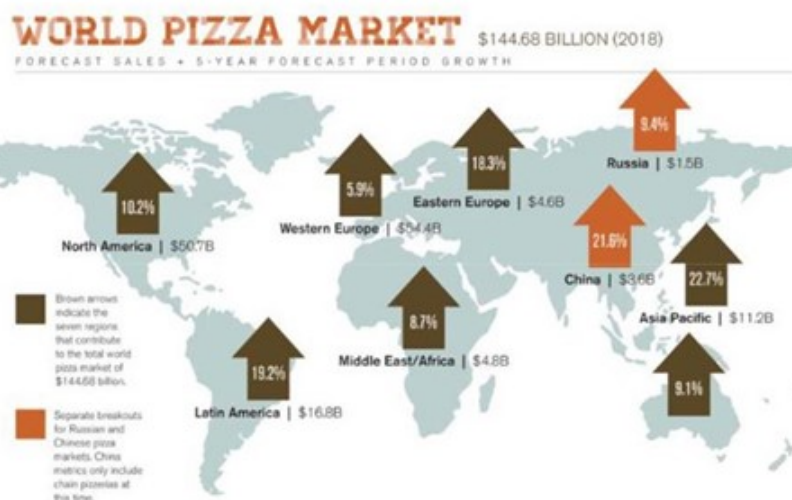 WORLD PIZZA MARKET $144.68 BILLION (2018)
FORECAST SALES + 5-YEAR FORECAST PERIOD GROWTH
9.4%
Russia | $1.5B
18.3%
Eastern Europe | $4.6B
5.9%
Western Europe | $54.4B
10.2%
North America | $50.7B
21.6%
China | $3.6B
22.7%
Asia Pacific | $11.2B
8.7%
Middle East/Africa | $4.8B
19.2%
Latin America | $16.8B
9.1%
Brown arrows
indicate the
seven regions
that contribute
to the total world
pizza market of
$144.68 billion.
Separate breakouts
for Russian and
Chinese pizza
markets. China
metrics only include
chain pizzerias at
this time.